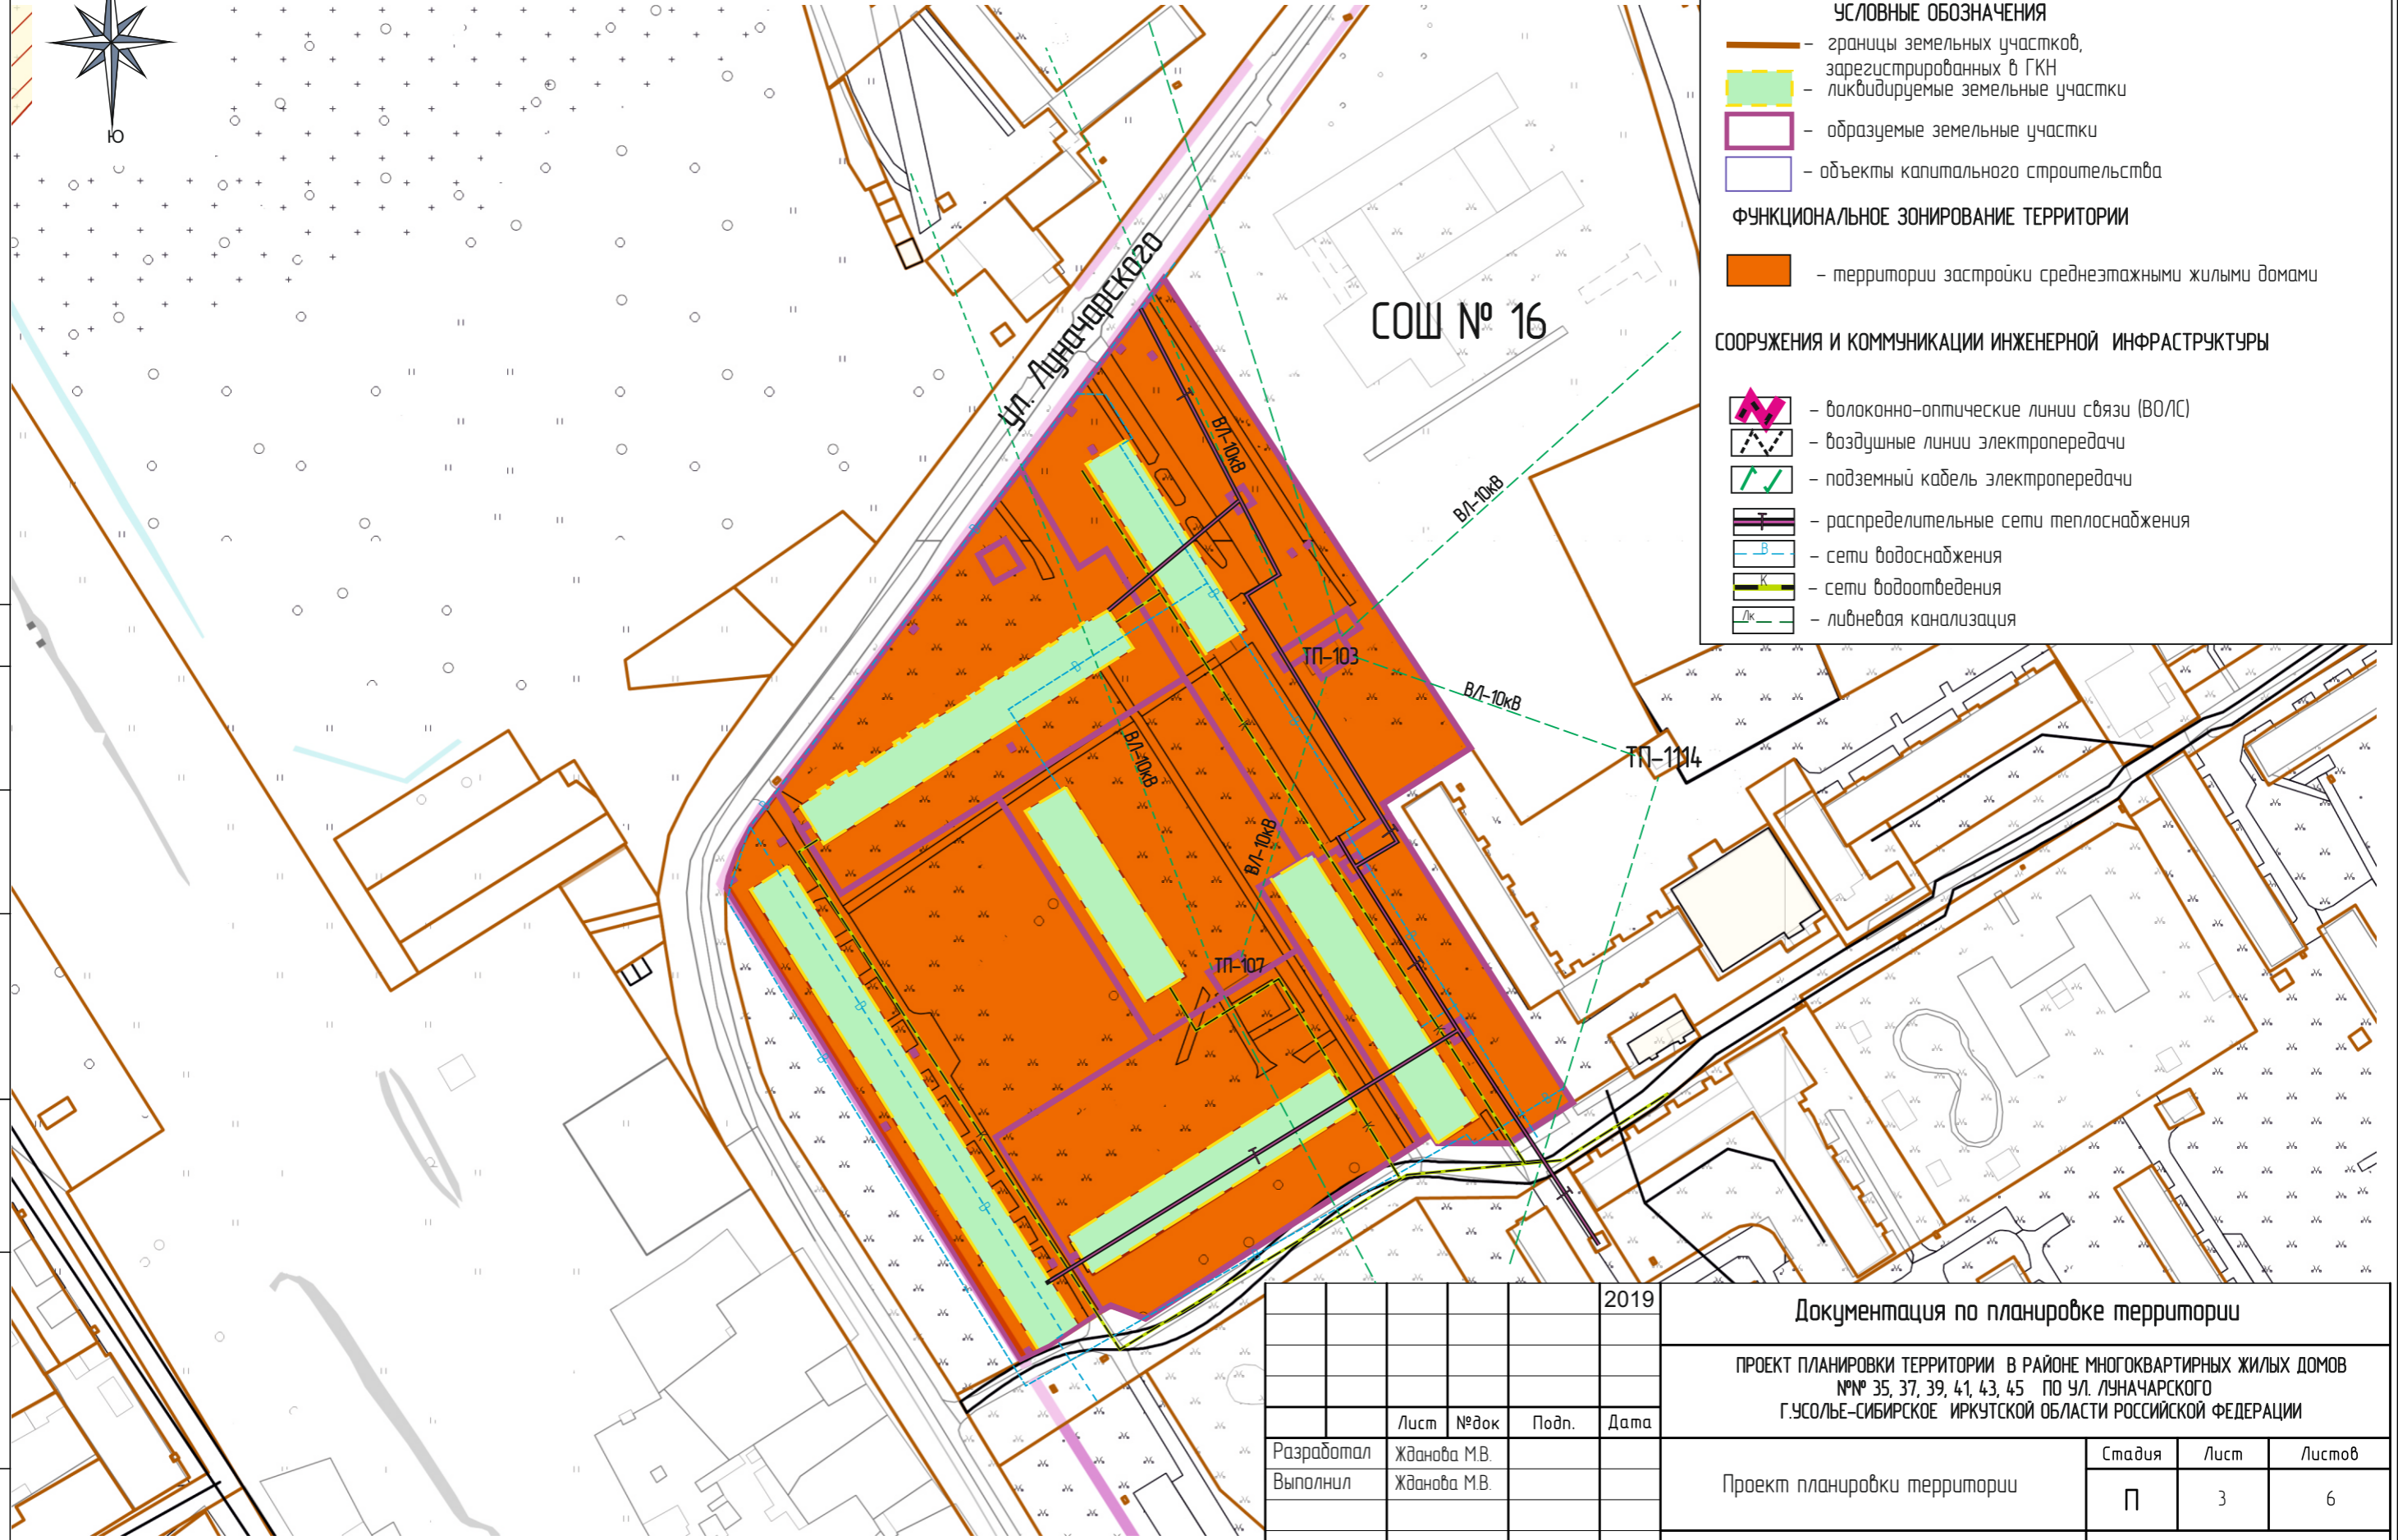 Ю
УСЛОВНЫЕ ОБОЗНАЧЕНИЯ
– границы земельных участков,
зарегистрированных в ГКН
– ликвидируемые земельные участки
– образуемые земельные участки
– объекты капитального строительства
ФУНКЦИОНАЛЬНОЕ ЗОНИРОВАНИЕ ТЕРРИТОРИИ
– территории застройки среднеэтажными жилыми домами
СООРУЖЕНИЯ И КОММУНИКАЦИИ ИНЖЕНЕРНОЙ ИНФРАСТРУКТУРЫ
– волоконно-оптические линии связи (ВОЛС)
– воздушные линии электропередачи
– подземный кабель электропередачи
Т – распределительные сети теплоснабжения
В – сети водоснабжения
К – сети водоотведения
Лк – ливневая канализация
ул. Луначарского
СОШ № 16
Т
ВЛ-10кВ
ВЛ-10кВ
В
ТП-103
В
ВЛ-10кВ
К
В
ВЛ-10кВ
ТП-1114
В
Т
ВЛ-10кВ
В
ТП-107
Т
В
К
В
В
К
К
Т
Т
В
2019
Лист №док Подп. Дата
Разработал Жданова М.В.
Выполнил Жданова М.В.
Документация по планировке территории
ПРОЕКТ ПЛАНИРОВКИ ТЕРРИТОРИИ В РАЙОНЕ МНОГОКВАРТИРНЫХ ЖИЛЫХ ДОМОВ
№№ 35, 37, 39, 41, 43, 45 ПО УЛ. ЛУНАЧАРСКОГО
Г.УСОЛЬЕ-СИБИРСКОЕ ИРКУТСКОЙ ОБЛАСТИ РОССИЙСКОЙ ФЕДЕРАЦИИ
Проект планировки территории
Стадия Лист Листов
П 3 6